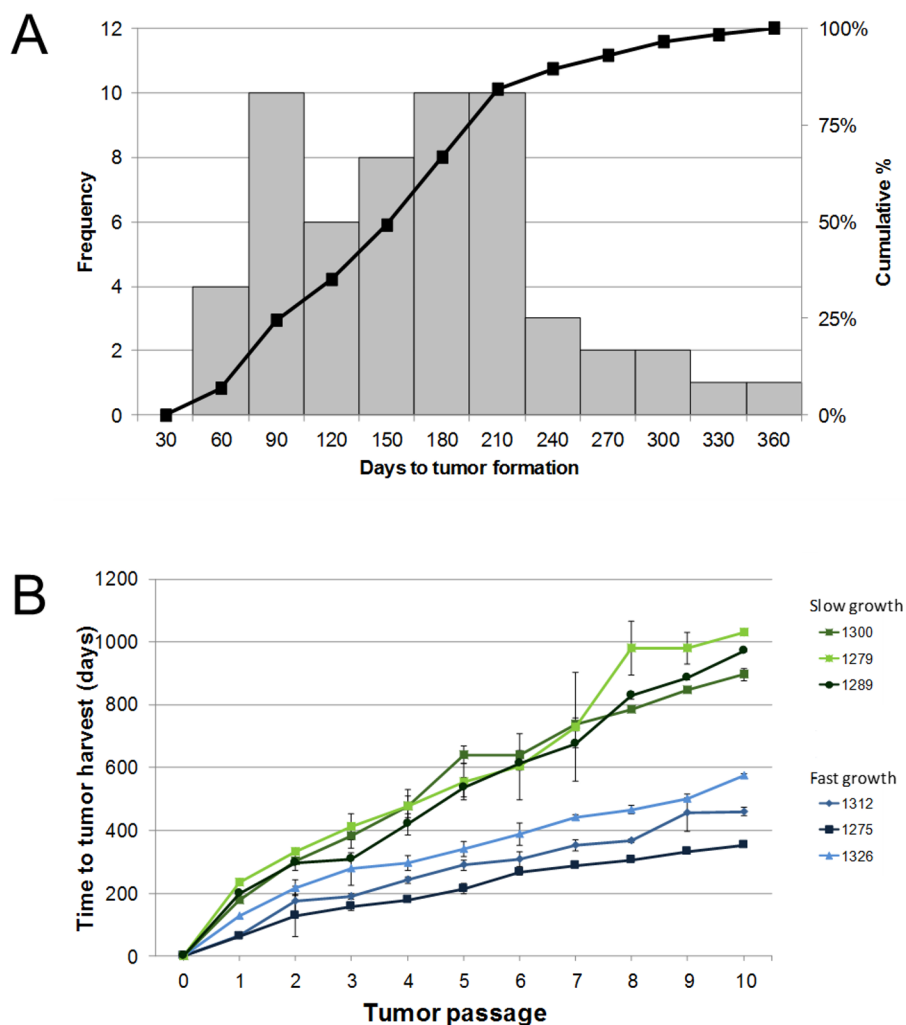 A
12
10
8
6
4
2
0
Frequency
100%
75%
50%
25%
0%
Cumulative %
30 60 90 120 150 180 210 240 270 300 330 360
Days to tumor formation
B
1200
1000
800
600
400
200
0
Time to tumor harvest (days)
0 1 2 3 4 5 6 7 8 9 10
Tumor passage
Slow growth
1300
1279
1289
Fast growth
1312
1275
1326